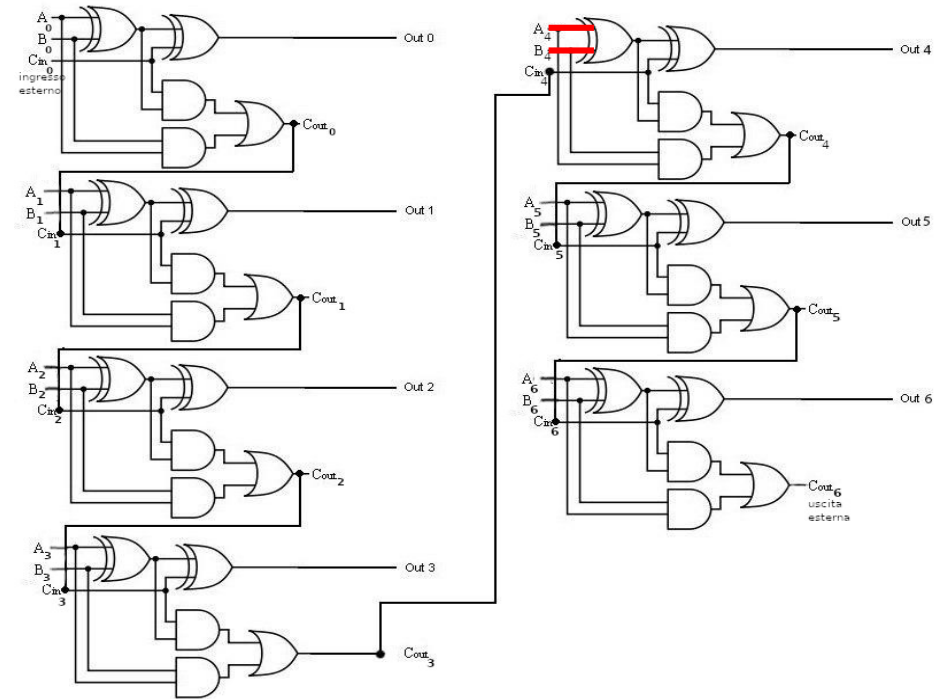 A0
B0
Cin0
ingresso
esterno
Out 0
Cout0
A1
B1
Cin1
Out 1
Cout1
A2
B2
Cin2
Out 2
Cout2
A3
B3
Cin3
Out 3
Cout3
A4
B4
Cin4
Out 4
Cout4
A5
B5
Cin5
Out 5
Cout5
A6
B6
Cin6
Out 6
Cout6
uscita
esterna